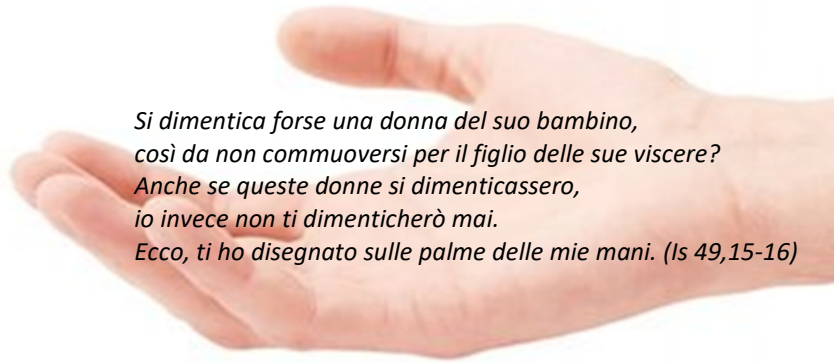 Si dimentica forse una donna del suo bambino,
così da non commuoversi per il figlio delle sue viscere?
Anche se queste donne si dimenticassero,
io invece non ti dimenticherò mai.
Ecco, ti ho disegnato sulle palme delle mie mani. (Is 49,15-16)